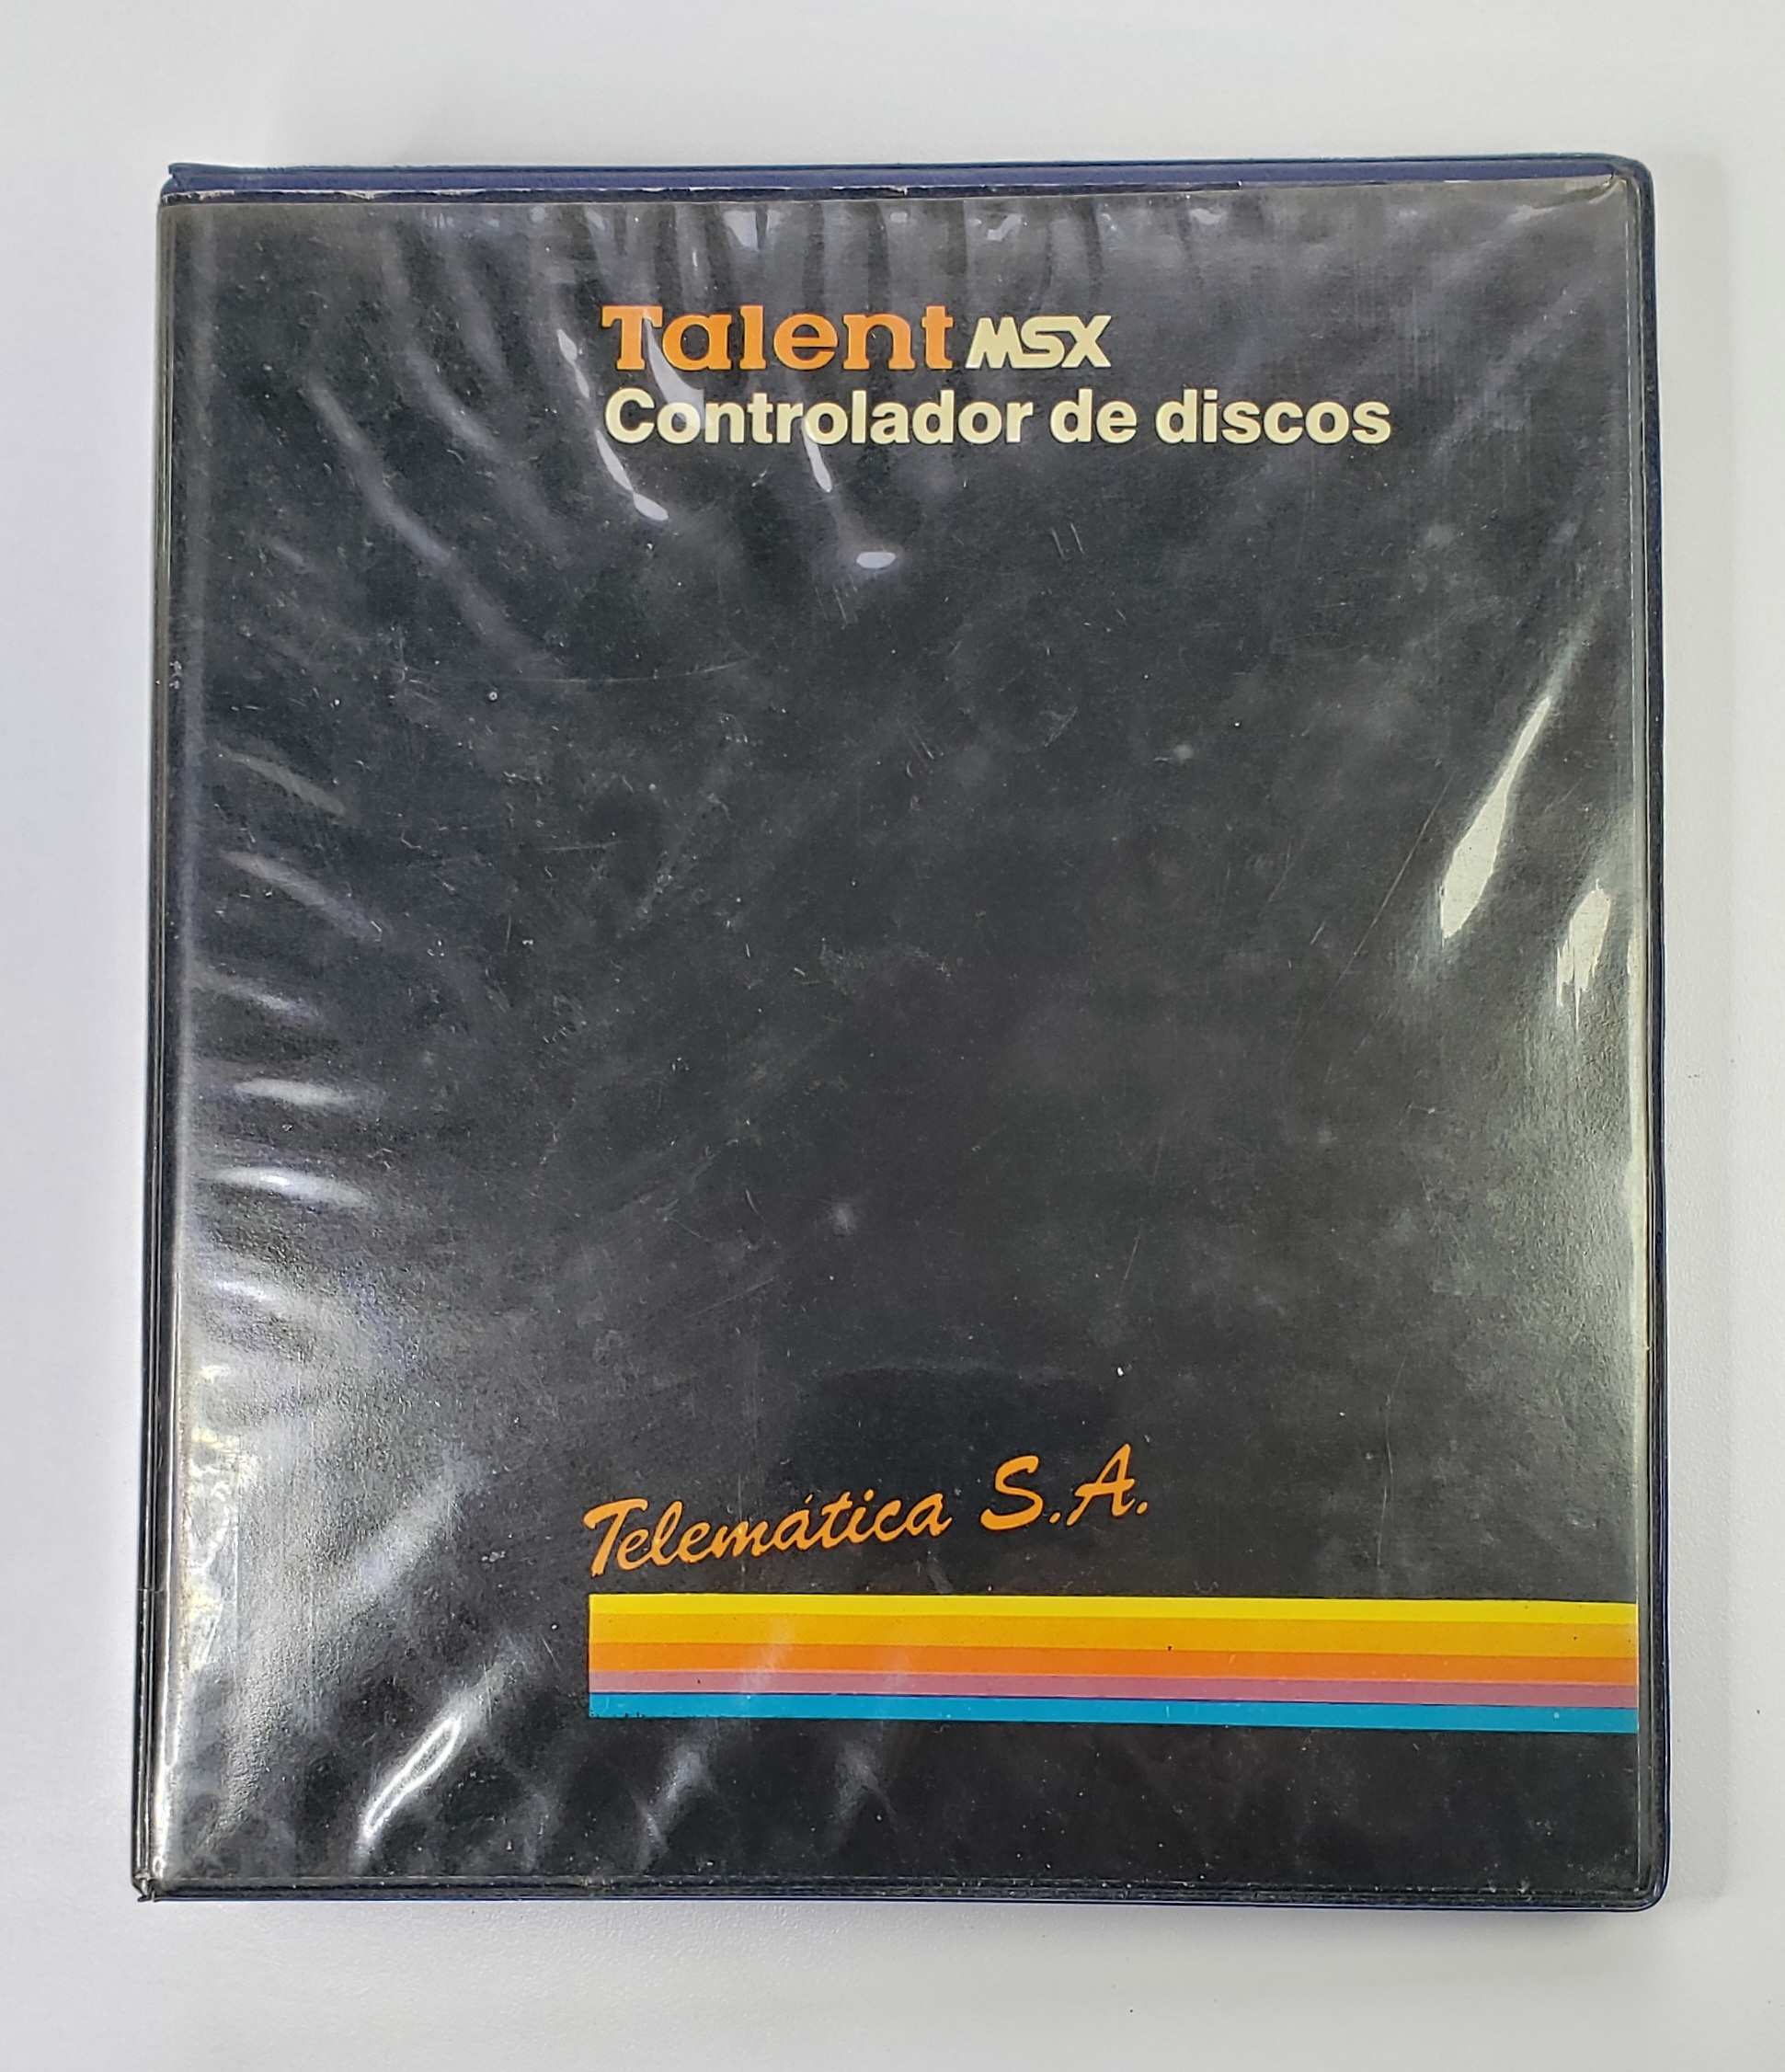 Talent MSX
Controlador de discos
Telemática S.A.